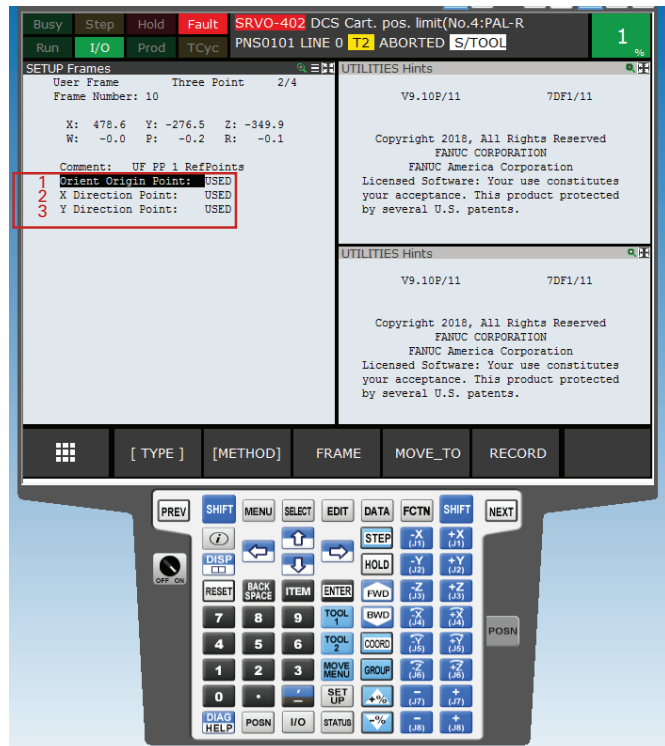 Busy Step Hold Fault SRVO-402 DCS Cart. pos. limit(No.4:PAL-R
Run I/O Prod TCyc PNS0101 LINE 0 T2 ABORTED S/TOOL
1 %
SETUP Frames
User Frame Three Point 2/4
Frame Number: 10
X: 478.6 Y: -276.5 Z: -349.9
W: -0.0 P: -0.2 R: -0.1
Comment: UF PP 1 RefPoints
1 Orient Origin Point: USED
2 X Direction Point: USED
3 Y Direction Point: USED
UTILITIES Hints
V9.10P/11 7DF1/11
Copyright 2018, All Rights Reserved
FANUC CORPORATION
FANUC America Corporation
Licensed Software: Your use constitutes
your acceptance. This product protected
by several U.S. patents.
UTILITIES Hints
V9.10P/11 7DF1/11
Copyright 2018, All Rights Reserved
FANUC CORPORATION
FANUC America Corporation
Licensed Software: Your use constitutes
your acceptance. This product protected
by several U.S. patents.
[ TYPE ] [METHOD] FRAME MOVE_TO RECORD
PREV SHIFT MENU SELECT EDIT DATA FCTN SHIFT NEXT
i STEP -X (J1) +X (J1)
DISP HOLD -Y (J2) +Y (J2)
OFF ON
RESET BACK SPACE ITEM ENTER FWD -Z (J3) +Z (J3)
7 8 9 TOOL 1 BWD -X (J4) +X (J4)
POSN
4 5 6 TOOL 2 COORD -Y (J5) +Y (J5)
1 2 3 MOVE MENU GROUP -Z (J6) +Z (J6)
0 . - , SET UP +% - (J7) + (J7)
DIAG HELP POSN I/O STATUS -% - (J8) + (J8)